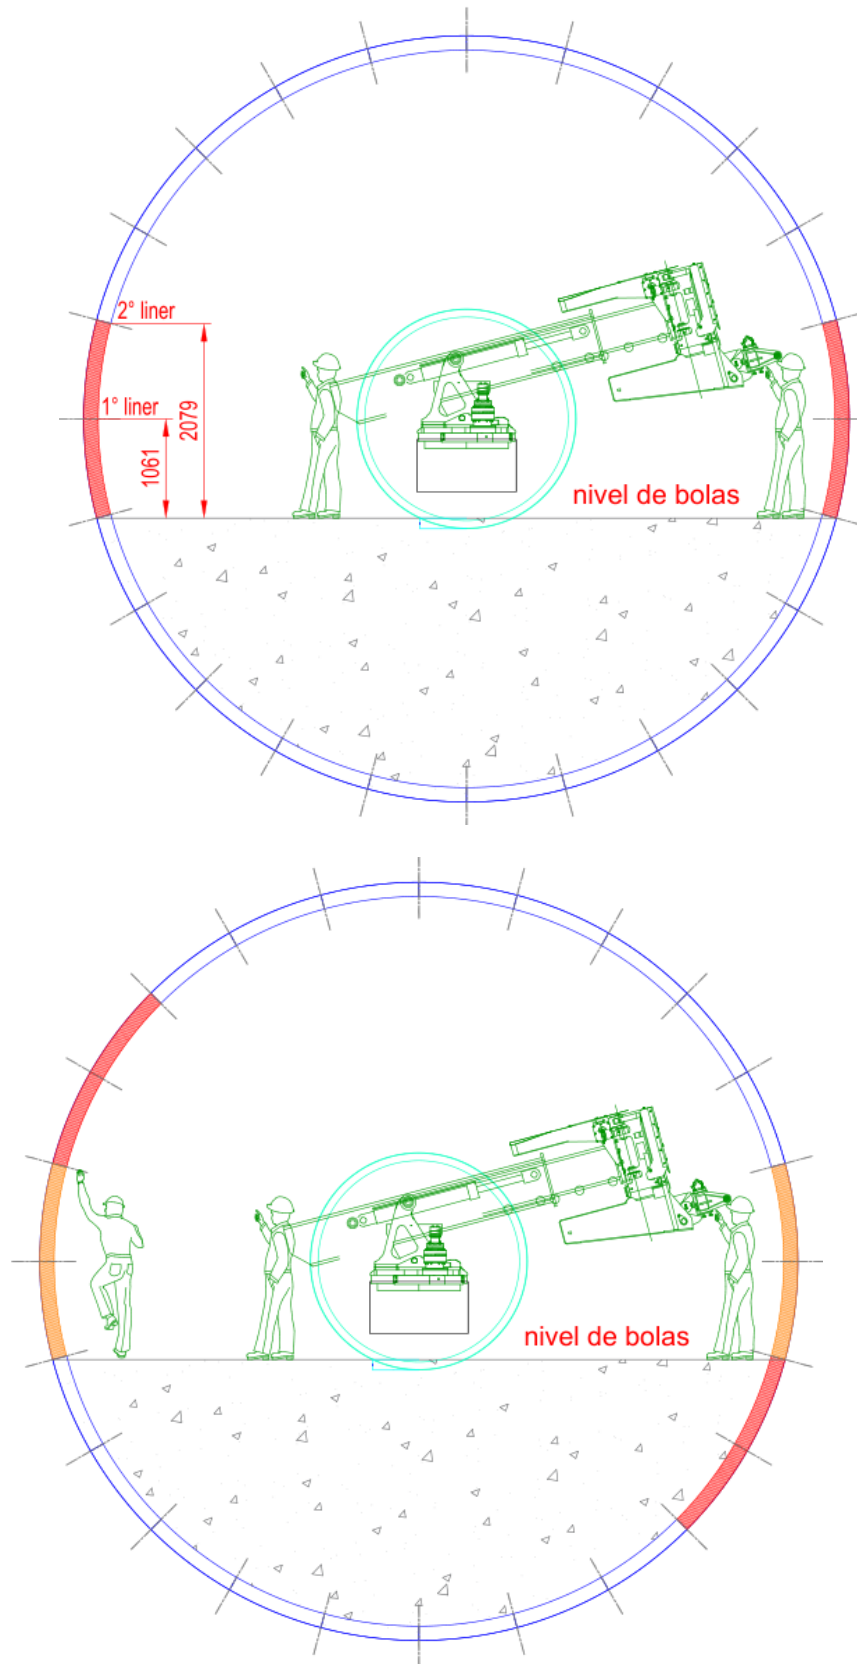 2° liner
1° liner
2079
1061
nivel de bolas
nivel de bolas